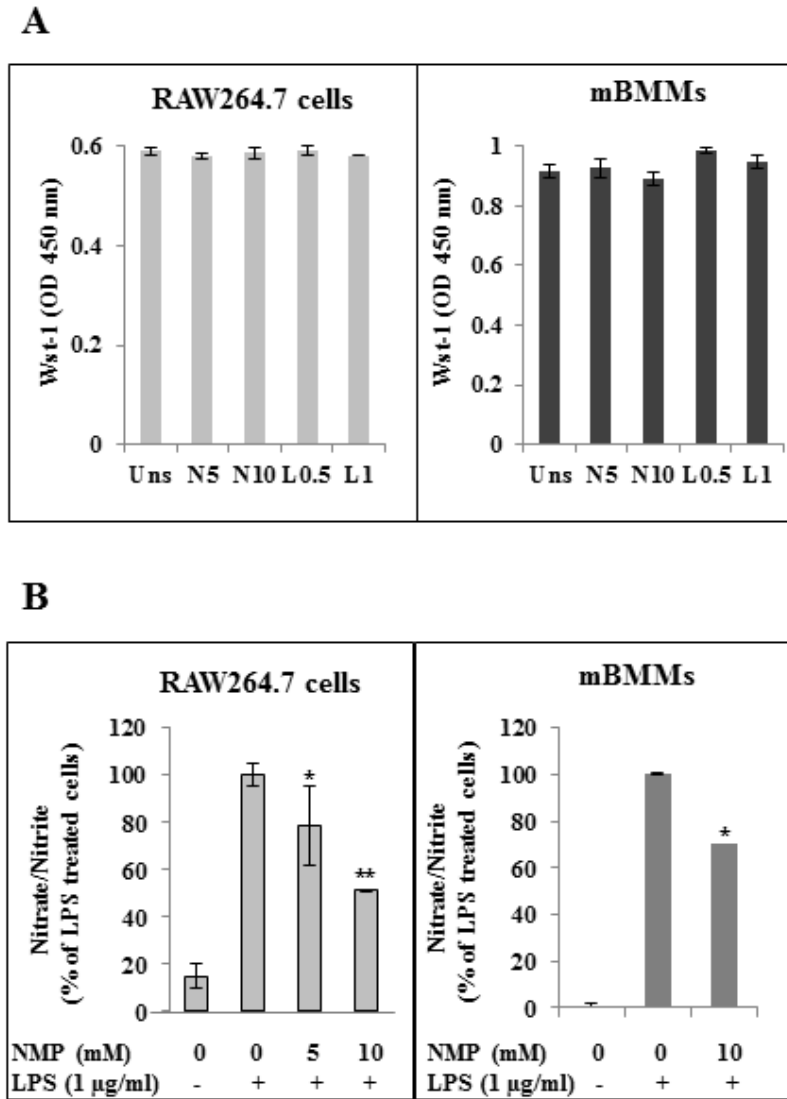 A
RAW264.7 cells
Wst-1 (OD 450 nm)
0.6
0.4
0.2
0
Uns N5 N10 L0.5 L1
mBMMs
Wst-1 (OD 450 nm)
1
0.8
0.6
0.4
0.2
0
Uns N5 N10 L0.5 L1
B
RAW264.7 cells
Nitrate/Nitrite
(% of LPS treated cells)
120
100
80
60
40
20
0
*
**
NMP (mM) 0 0 5 10
LPS (1 µg/ml) - + + +
mBMMs
Nitrate/Nitrite
(% of LPS treated cells)
120
100
80
60
40
20
0
*
NMP (mM) 0 0 10
LPS (1 µg/ml) - + +